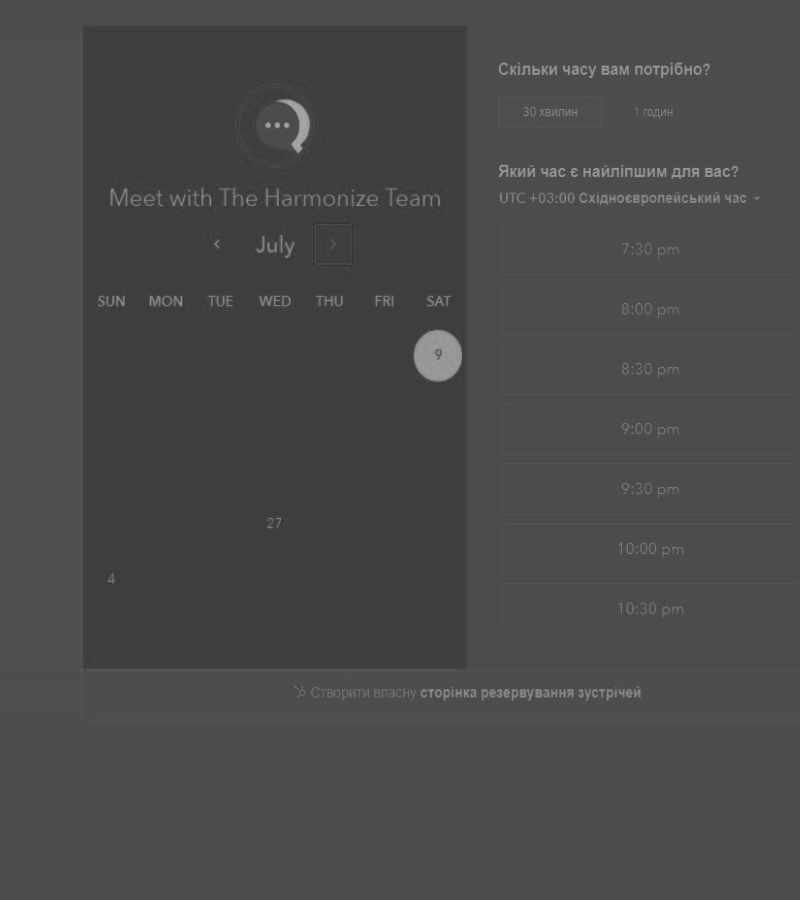 Meet with The Harmonize Team
July
SUN MON TUE WED THU FRI SAT
9
27
4
Скільки часу вам потрібно?
30 хвилин 1 годин
Який час є найліпшим для вас?
UTC +03:00 Східноєвропейський час
7:30 pm
8:00 pm
8:30 pm
9:00 pm
9:30 pm
10:00 pm
10:30 pm
Створити власну сторінка резервування зустрічей